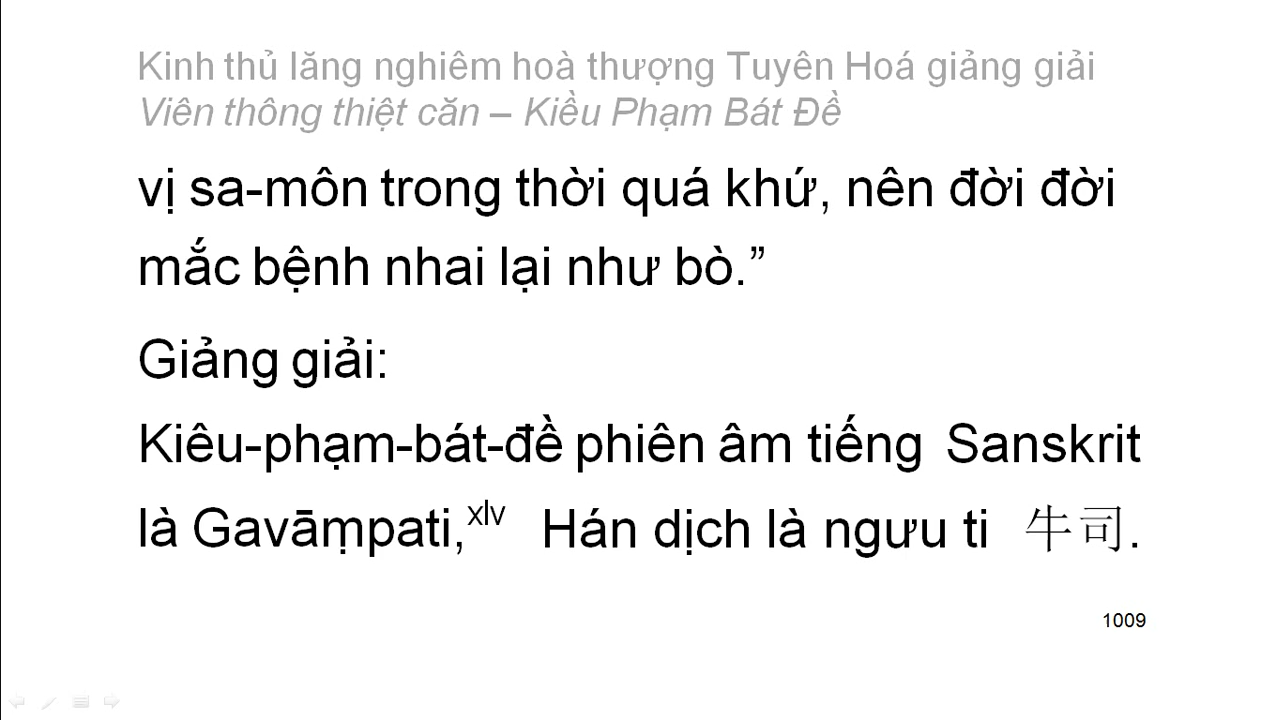 Kinh thủ lăng nghiêm hoà thượng Tuyên Hoá giảng giải
Viên thông thiệt căn – Kiều Phạm Bát Đề
vị sa-môn trong thời quá khứ, nên đời đời
mắc bệnh nhai lại như bò.”
Giảng giải:
Kiêu-phạm-bát-đề phiên âm tiếng Sanskrit
là Gavāṃpati,xlv Hán dịch là ngưu ti 牛司.
1009